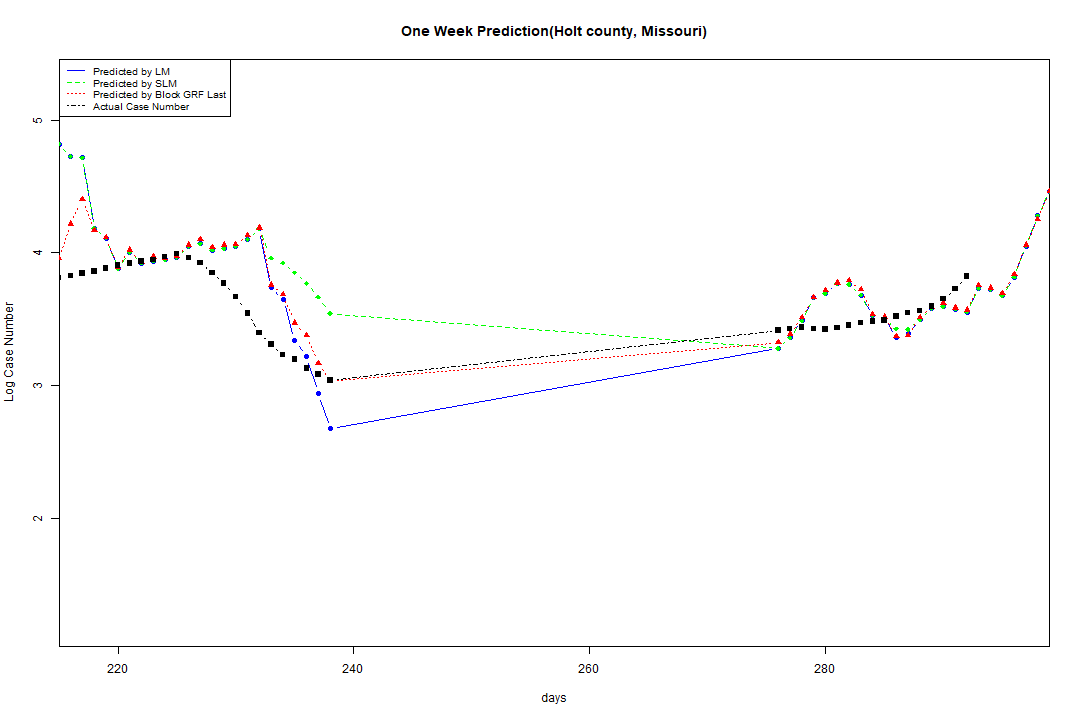 One Week Prediction(Holt county, Missouri)
Predicted by LM
Predicted by SLM
Predicted by Block GRF Last
Actual Case Number
5
4
3
2
Log Case Number
220 240 260 280
days